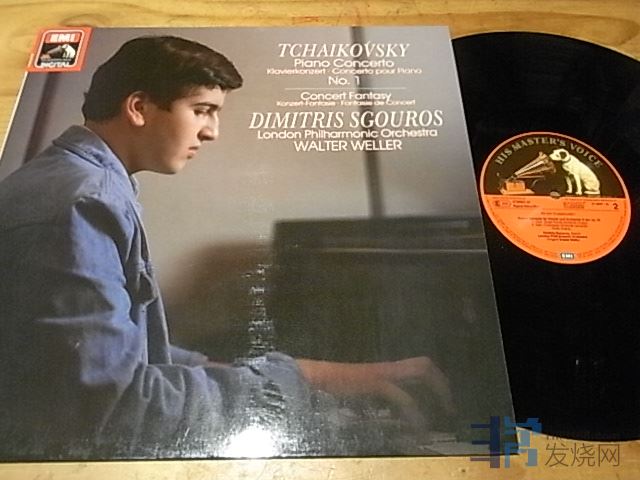 EMI
DIGITAL
TCHAIKOVSKY
Piano Concerto
Klavierkonzert · Concerto pour Piano
No. 1
Concert Fantasy
Konzert-Fantasie · Fantaisie de Concert
DIMITRIS SGOUROS
London Philharmonic Orchestra
WALTER WELLER
HIS MASTER'S VOICE
2
EMI
发烧网